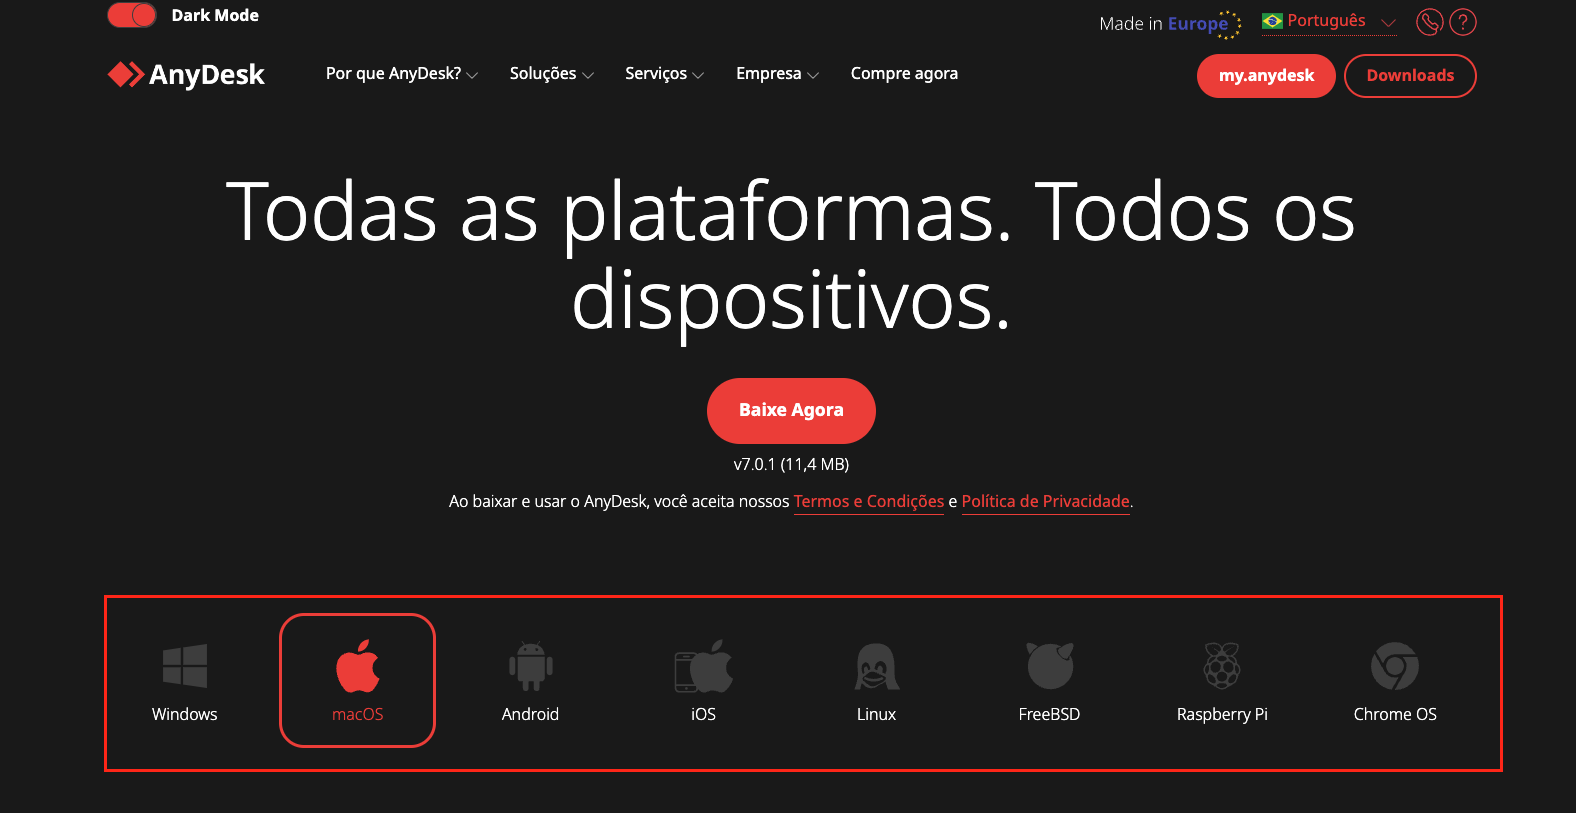 Dark Mode
Made in Europe
Português
AnyDesk
Por que AnyDesk?
Soluções
Serviços
Empresa
Compre agora
my.anydesk
Downloads
Todas as plataformas. Todos os
dispositivos.
Baixe Agora
v7.0.1 (11,4 MB)
Ao baixar e usar o AnyDesk, você aceita nossos Termos e Condições e Política de Privacidade.
Windows
macOS
Android
iOS
Linux
FreeBSD
Raspberry Pi
Chrome OS